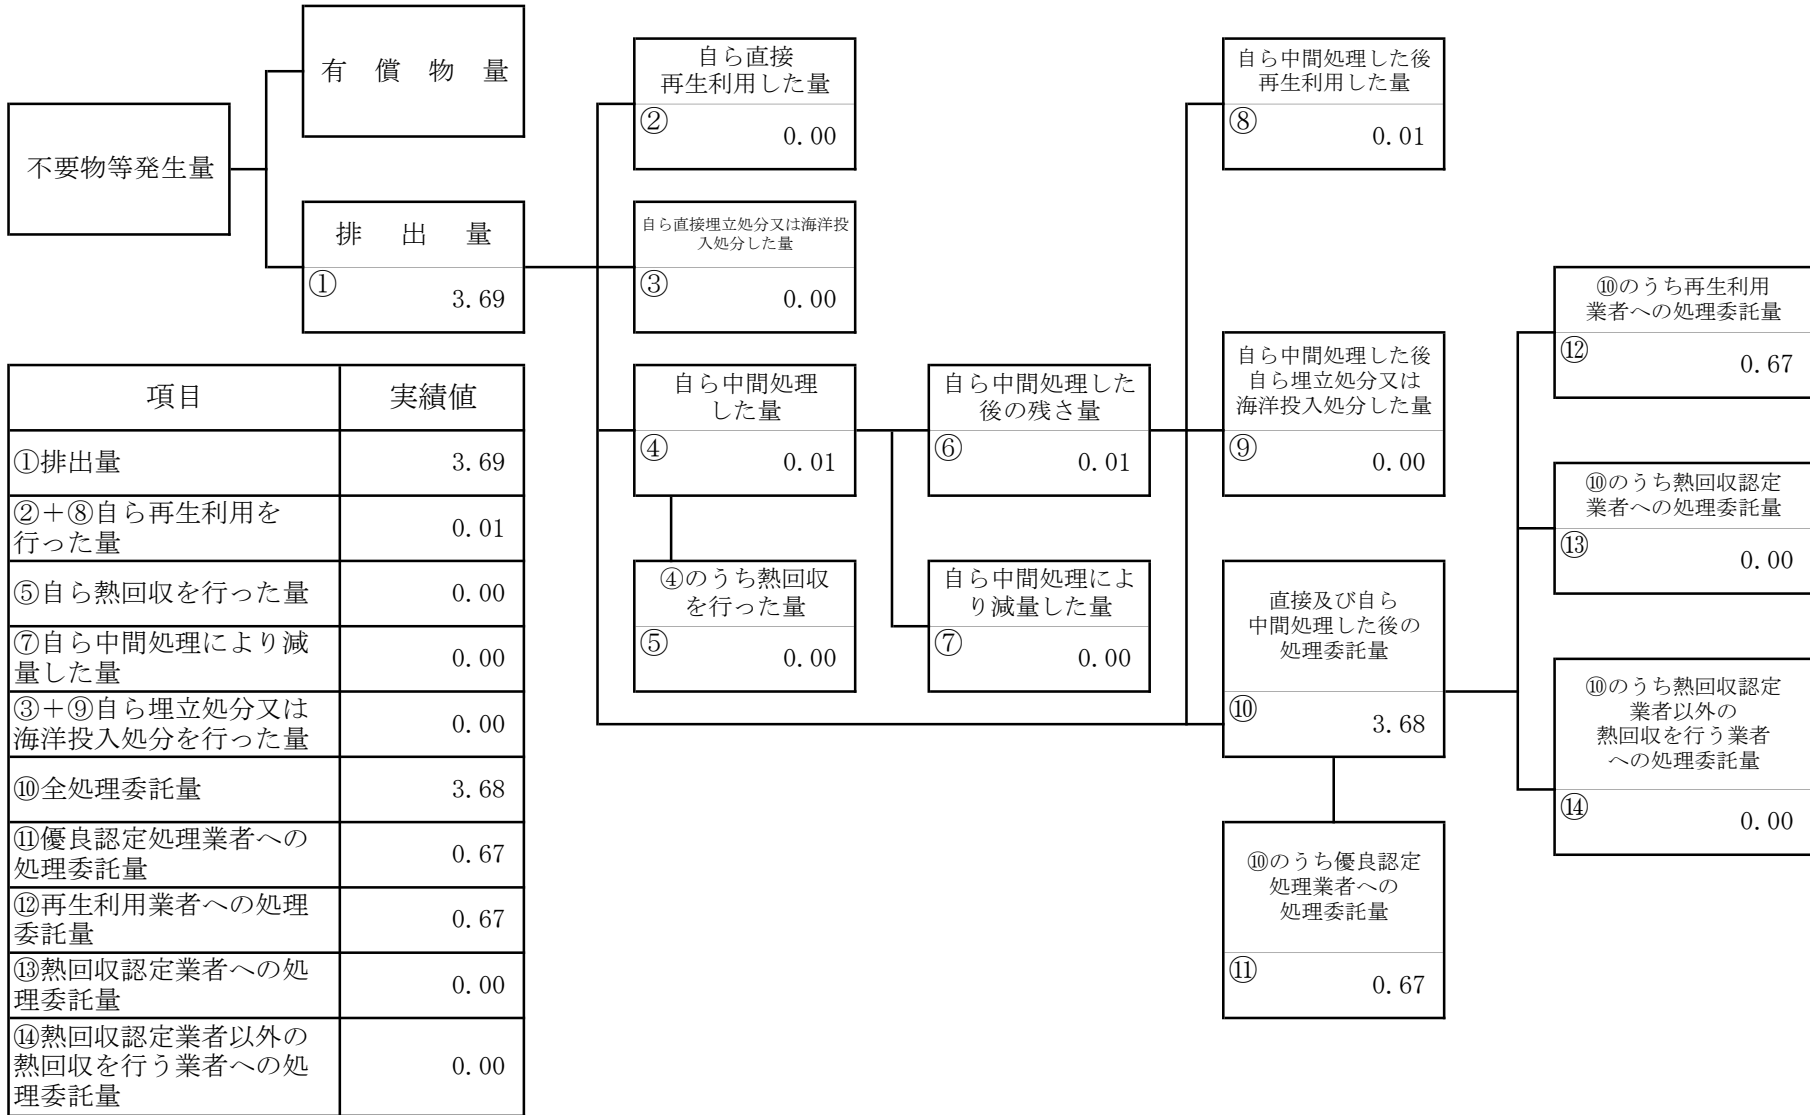 有　償　物　量
不要物等発生量
排　出　量
①
3.69
自ら直接
再生利用した量
②
0.00
自ら直接埋立処分又は海洋投
入処分した量
③
0.00
自ら中間処理
した量
④
0.01
④のうち熱回収
を行った量
⑤
0.00
自ら中間処理した
後の残さ量
⑥
0.01
自ら中間処理によ
り減量した量
⑦
0.00
自ら中間処理した後
再生利用した量
⑧
0.01
自ら中間処理した後
自ら埋立処分又は
海洋投入処分した量
⑨
0.00
直接及び自ら
中間処理した後の
処理委託量
⑩
3.68
⑩のうち優良認定
処理業者への
処理委託量
⑪
0.67
⑩のうち再生利用
業者への処理委託量
⑫
0.67
⑩のうち熱回収認定
業者への処理委託量
⑬
0.00
⑩のうち熱回収認定
業者以外の
熱回収を行う業者
への処理委託量
⑭
0.00
項目　実績値
①排出量　3.69
②＋⑧自ら再生利用を
行った量　0.01
⑤自ら熱回収を行った量　0.00
⑦自ら中間処理により減
量した量　0.00
③＋⑨自ら埋立処分又は
海洋投入処分を行った量　0.00
⑩全処理委託量　3.68
⑪優良認定処理業者への
処理委託量　0.67
⑫再生利用業者への処理
委託量　0.67
⑬熱回収認定業者への処
理委託量　0.00
⑭熱回収認定業者以外の
熱回収を行う業者への処　0.00
理委託量